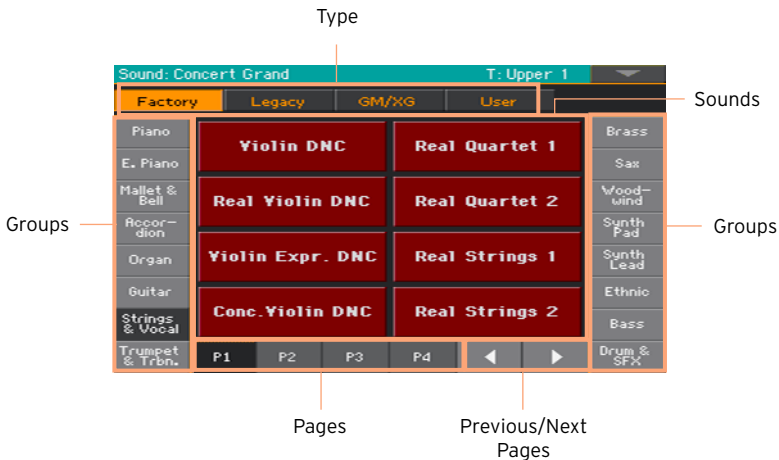 Type
Sound: Concert Grand T: Upper 1
Factory Legacy GM/XG User
Sounds
Groups
Piano
E. Piano
Mallet &
Bell
Accor-
dion
Organ
Guitar
Strings
& Vocal
Trumpet
& Trbn.
Violin DNC Real Quartet 1
Real Violin DNC Real Quartet 2
Violin Expr. DNC Real Strings 1
Conc.Violin DNC Real Strings 2
Brass
Sax
Wood-
wind
Synth
Pad
Synth
Lead
Ethnic
Bass
Drum &
SFX
Groups
P1 P2 P3 P4
Pages
Previous/Next
Pages